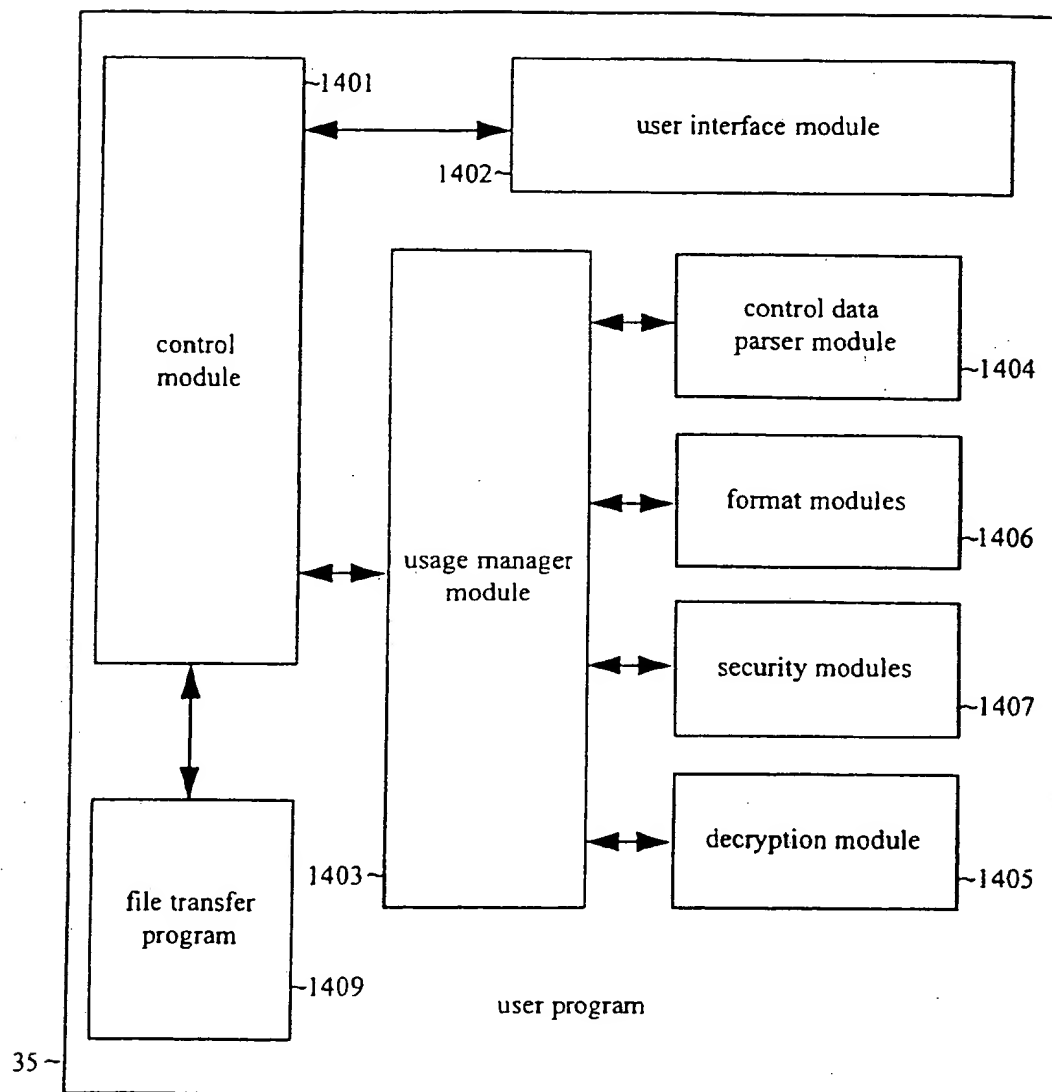 1401
user interface module
1402
control
module
control data
parser module
1404
format modules
1406
usage manager
module
security modules
1407
decryption module
1403
1405
file transfer
program
1409
user program
35